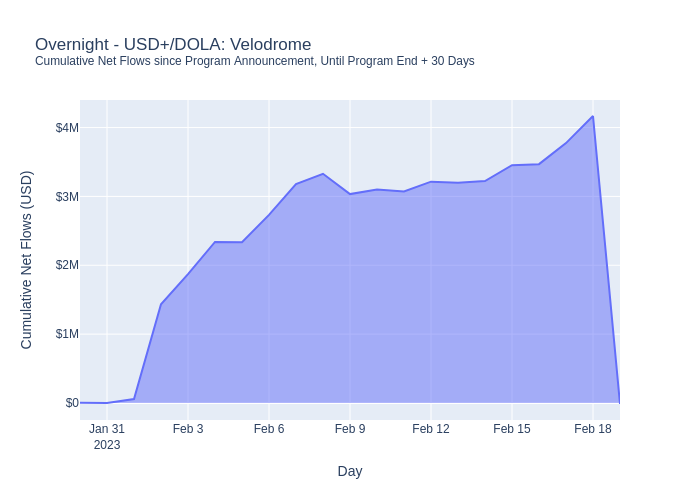 Overnight - USD+/DOLA: Velodrome
Cumulative Net Flows since Program Announcement, Until Program End + 30 Days
Cumulative Net Flows (USD)
$4M
$3M
$2M
$1M
$0
Jan 31 Feb 3 Feb 6 Feb 9 Feb 12 Feb 15 Feb 18
2023
Day